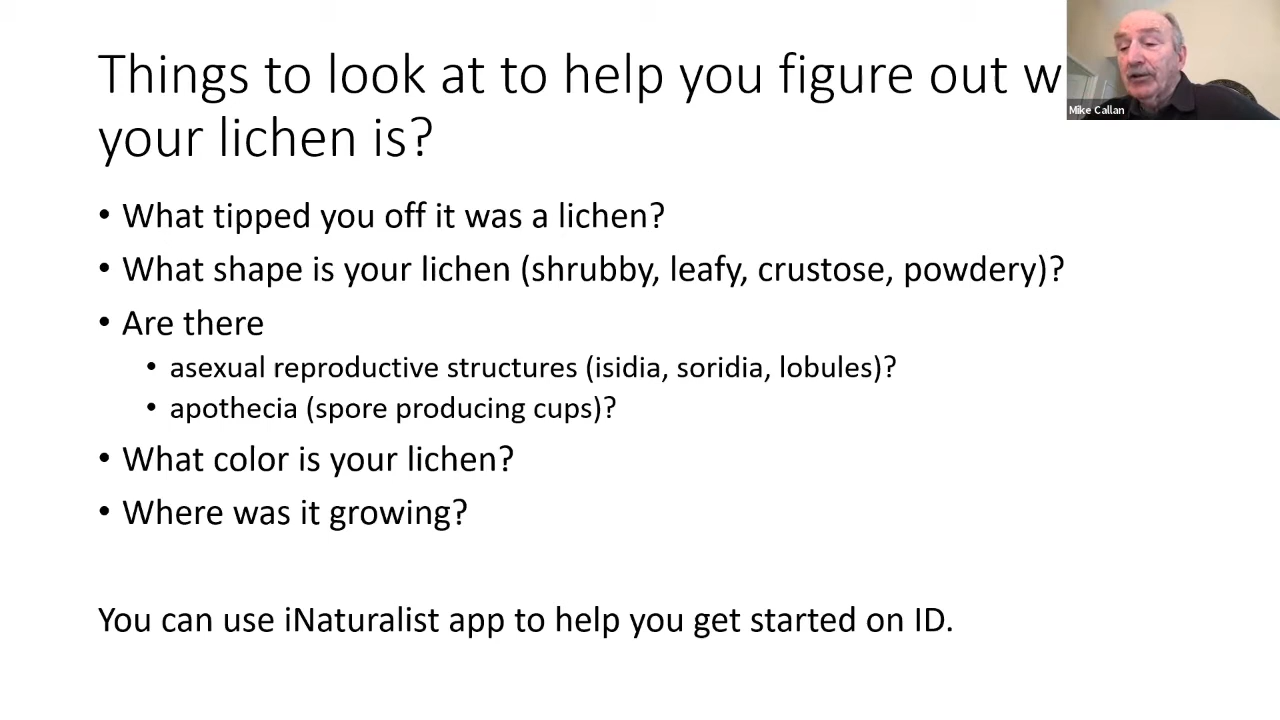 Things to look at to help you figure out w
your lichen is?
• What tipped you off it was a lichen?
• What shape is your lichen (shrubby, leafy, crustose, powdery)?
• Are there
• asexual reproductive structures (isidia, soridia, lobules)?
• apothecia (spore producing cups)?
• What color is your lichen?
• Where was it growing?
You can use iNaturalist app to help you get started on ID.
Mike Callan